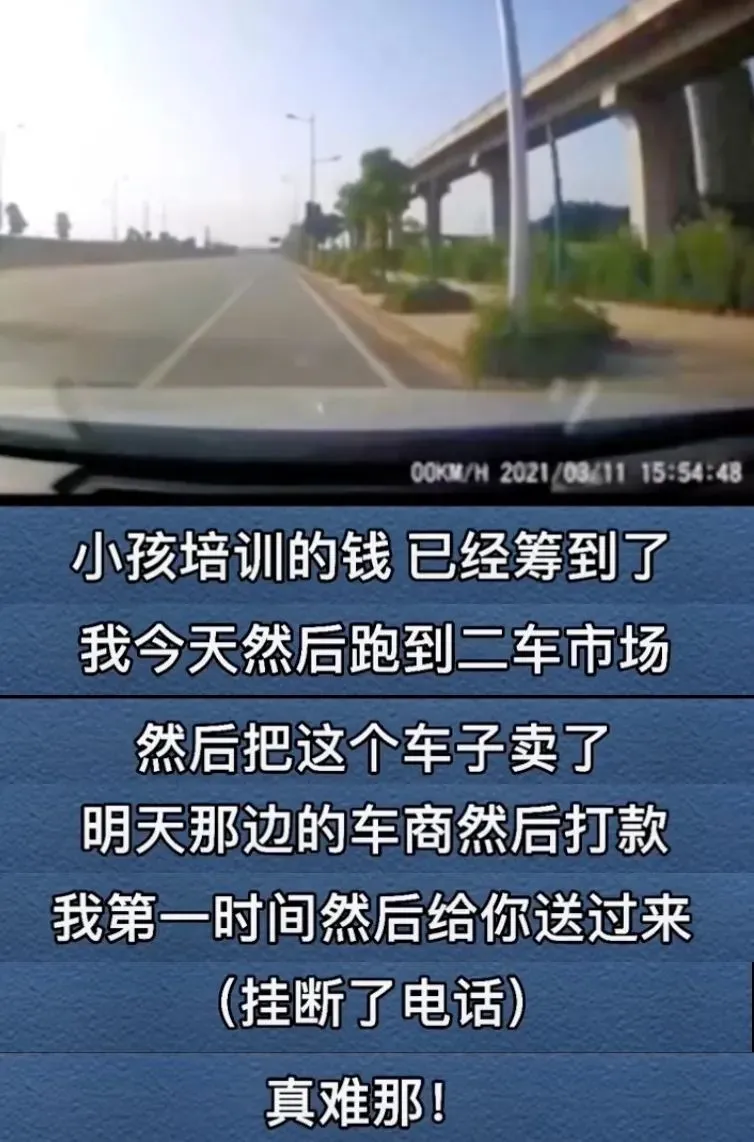 00KM/H 2021/03/11 15:54:48
小孩培训的钱 已经筹到了
我今天然后跑到二车市场
然后把这个车子卖了
明天那边的车商然后打款
我第一时间然后给你送过来
（挂断了电话）
真难那！